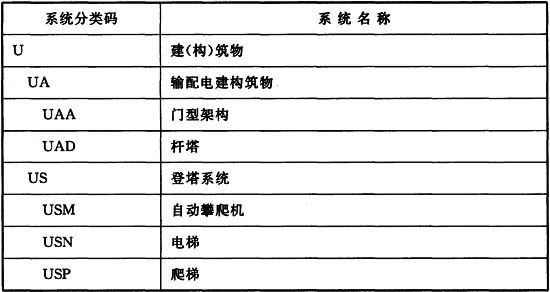 系统分类码 系统名称
U 建(构)筑物
UA 输配电建构筑物
UAA 门型架构
UAD 杆塔
US 登塔系统
USM 自动攀爬机
USN 电梯
USP 爬梯